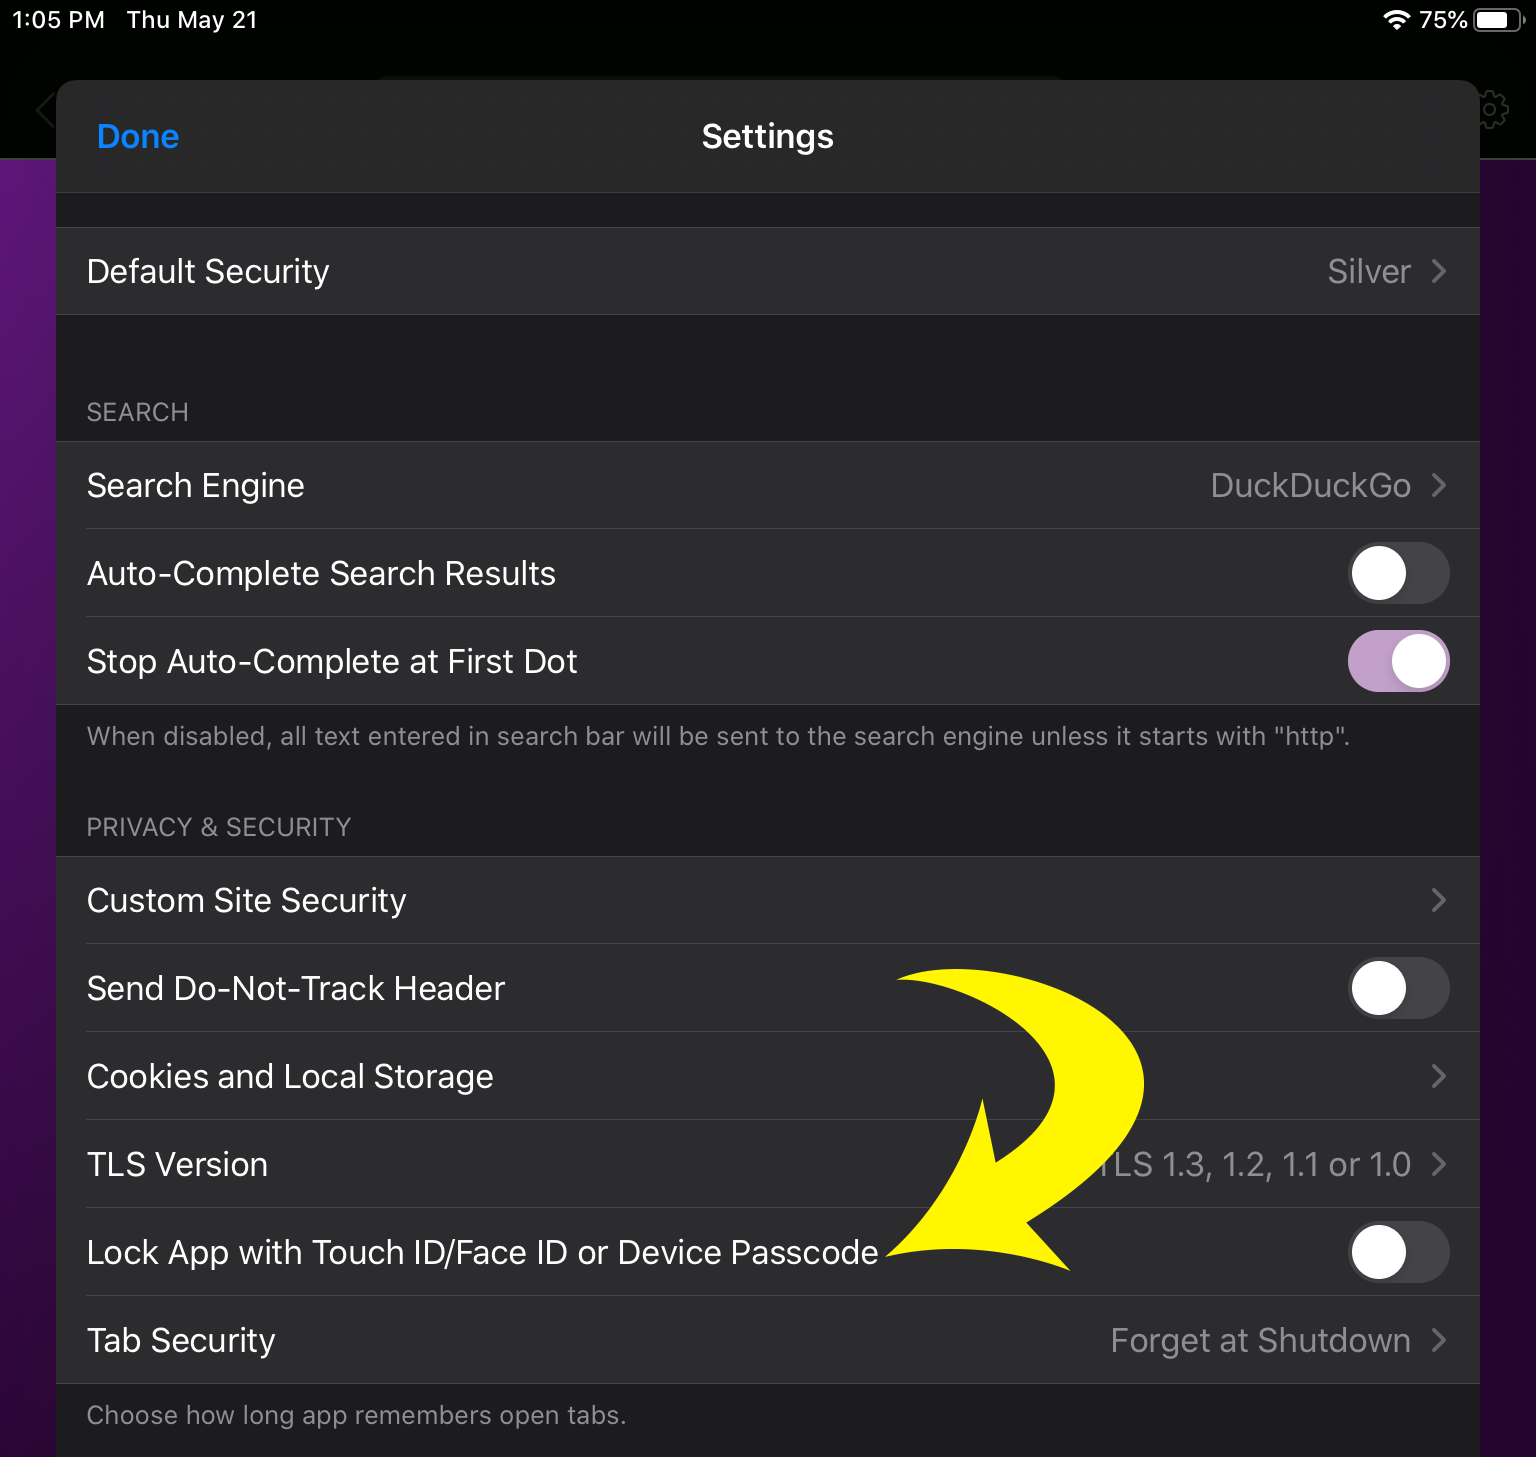 1:05 PM Thu May 21 75%
Done Settings
Default Security Silver
SEARCH
Search Engine DuckDuckGo
Auto-Complete Search Results
Stop Auto-Complete at First Dot
When disabled, all text entered in search bar will be sent to the search engine unless it starts with "http".
PRIVACY & SECURITY
Custom Site Security
Send Do-Not-Track Header
Cookies and Local Storage
TLS Version TLS 1.3, 1.2, 1.1 or 1.0
Lock App with Touch ID/Face ID or Device Passcode
Tab Security Forget at Shutdown
Choose how long app remembers open tabs.